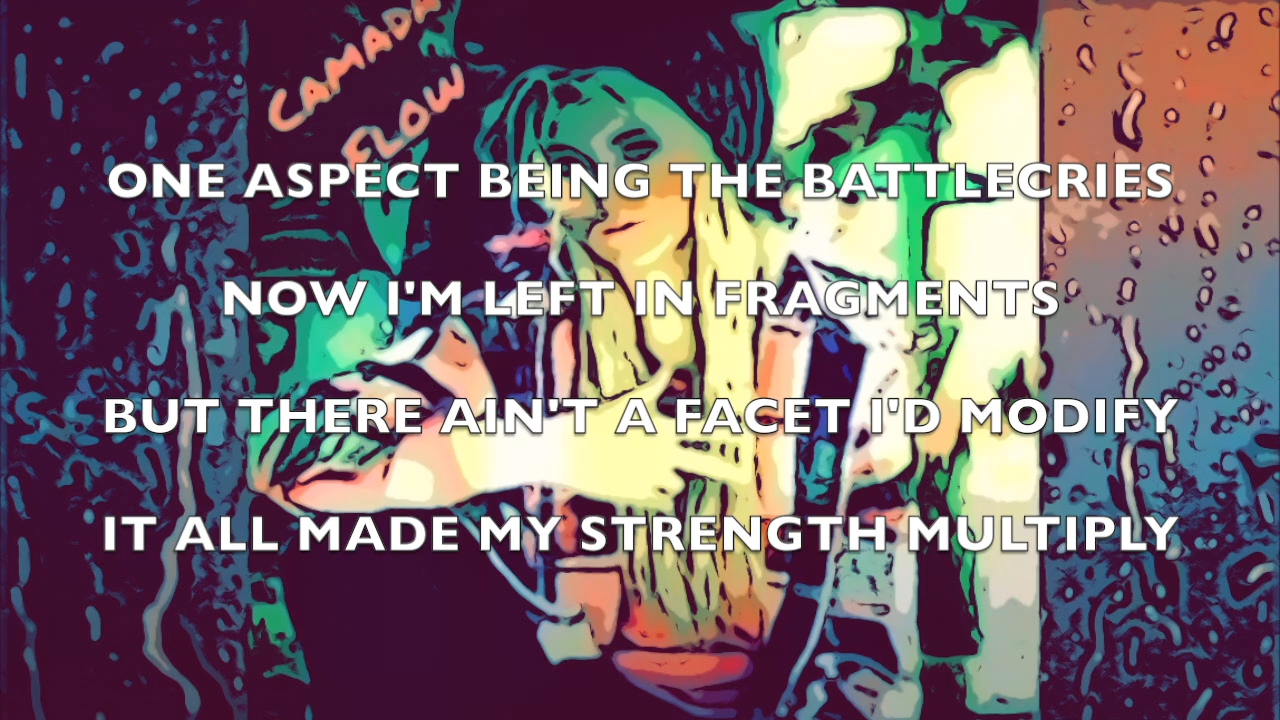 CAMADA
FLOW
ONE ASPECT BEING THE BATTLECRIES
NOW I'M LEFT IN FRAGMENTS
BUT THERE AIN'T A FACET I'D MODIFY
IT ALL MADE MY STRENGTH MULTIPLY